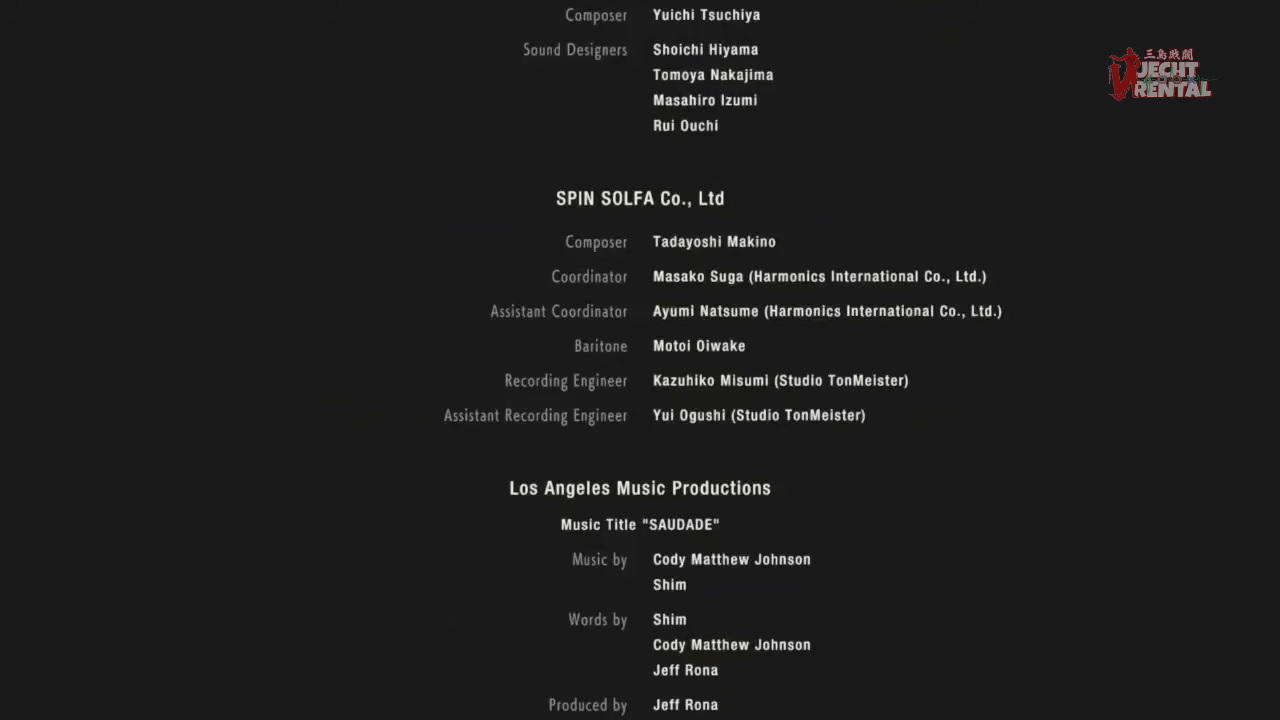 Composer Yuichi Tsuchiya
Sound Designers Shoichi Hiyama
Tomoya Nakajima
Masahiro Izumi
Rui Ouchi
三島戦闘
JECHT
RENTAL
SPIN SOLFA Co., Ltd
Composer Tadayoshi Makino
Coordinator Masako Suga (Harmonics International Co., Ltd.)
Assistant Coordinator Ayumi Natsume (Harmonics International Co., Ltd.)
Baritone Motoi Oiwake
Recording Engineer Kazuhiko Misumi (Studio TonMeister)
Assistant Recording Engineer Yui Ogushi (Studio TonMeister)
Los Angeles Music Productions
Music Title "SAUDADE"
Music by Cody Matthew Johnson
Shim
Words by Shim
Cody Matthew Johnson
Jeff Rona
Produced by Jeff Rona